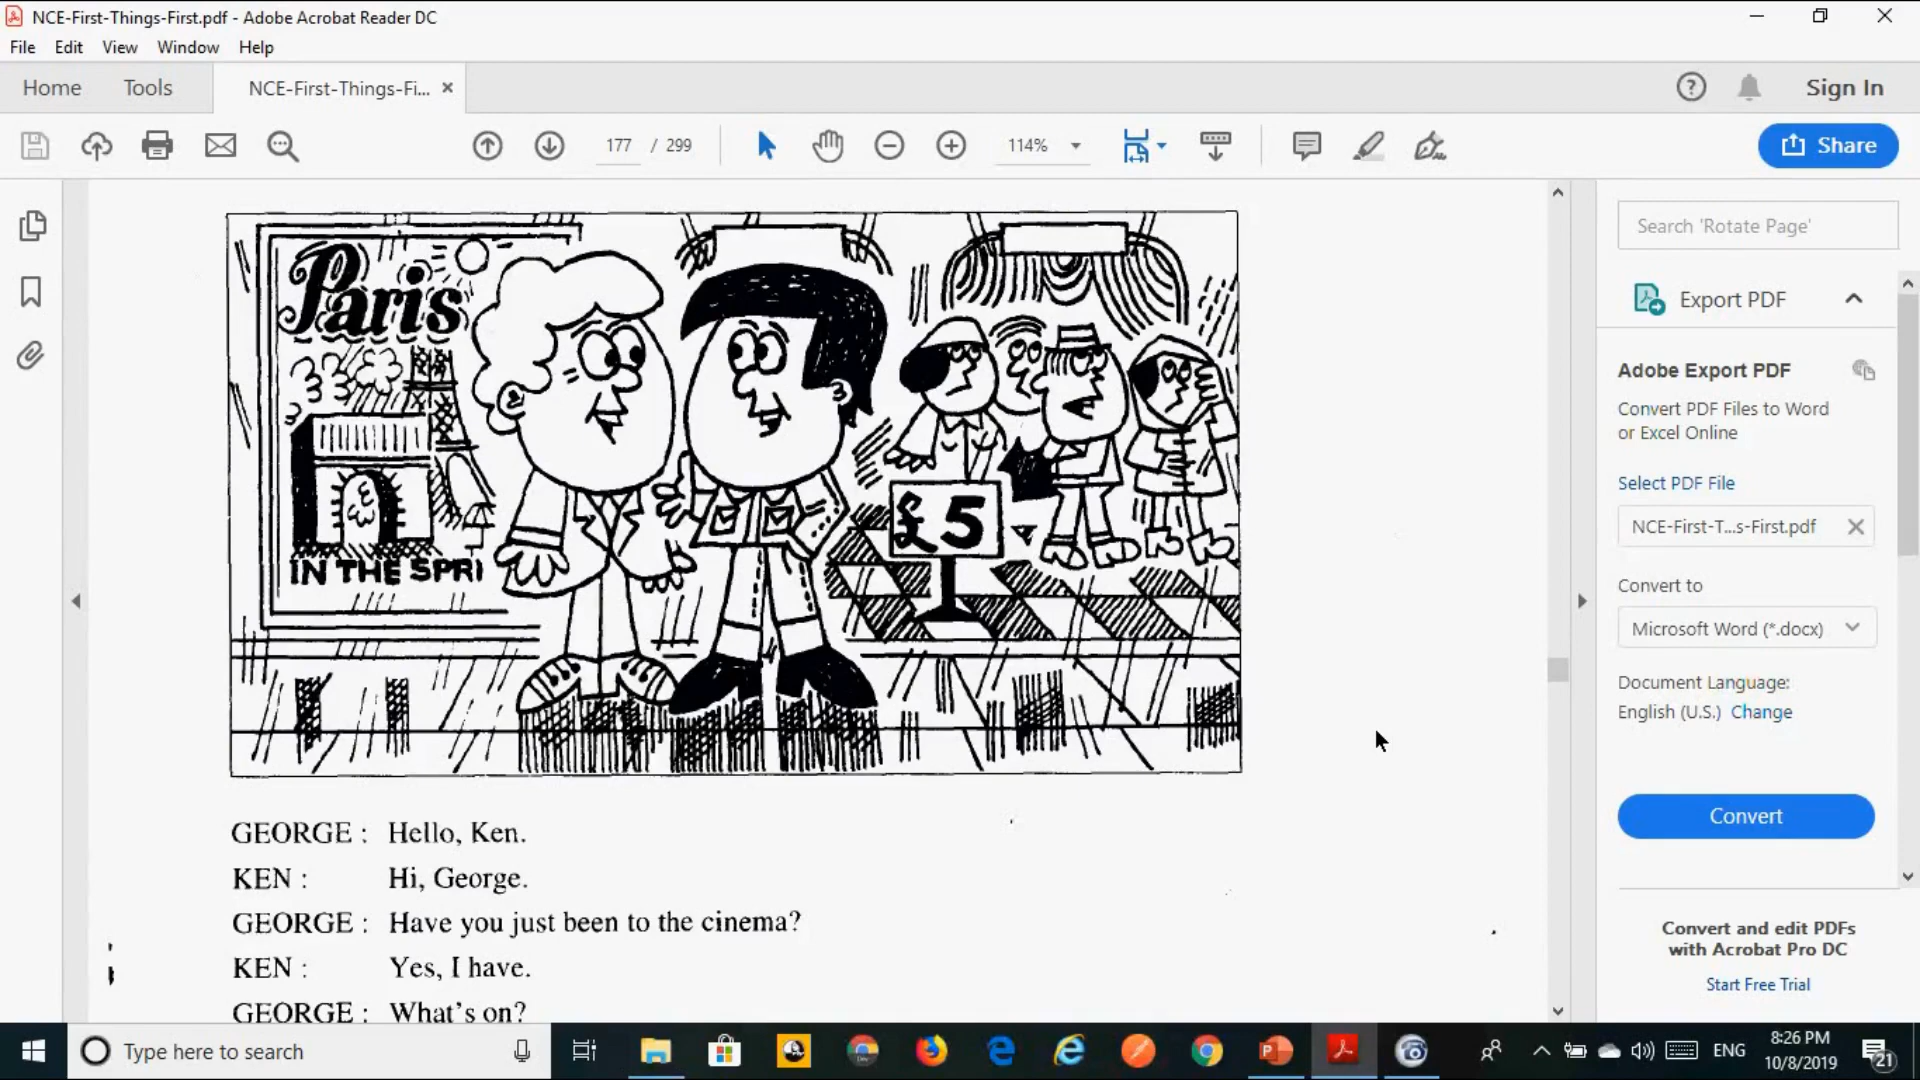 NCE-First-Things-First.pdf - Adobe Acrobat Reader DC
File Edit View Window Help
Home Tools NCE-First-Things-Fi... Sign In
177 / 299 114% Share
Search 'Rotate Page'
Export PDF
Adobe Export PDF
Convert PDF Files to Word
or Excel Online
Select PDF File
NCE-First-T...s-First.pdf
Convert to
Microsoft Word (*.docx)
Document Language:
English (U.S.) Change
Convert
Convert and edit PDFs
with Acrobat Pro DC
Start Free Trial
Paris
IN THE SPRI
£5
GEORGE : Hello, Ken.
KEN : Hi, George.
GEORGE : Have you just been to the cinema?
KEN : Yes, I have.
GEORGE : What's on?
Type here to search
ENG
8:26 PM
10/8/2019
21